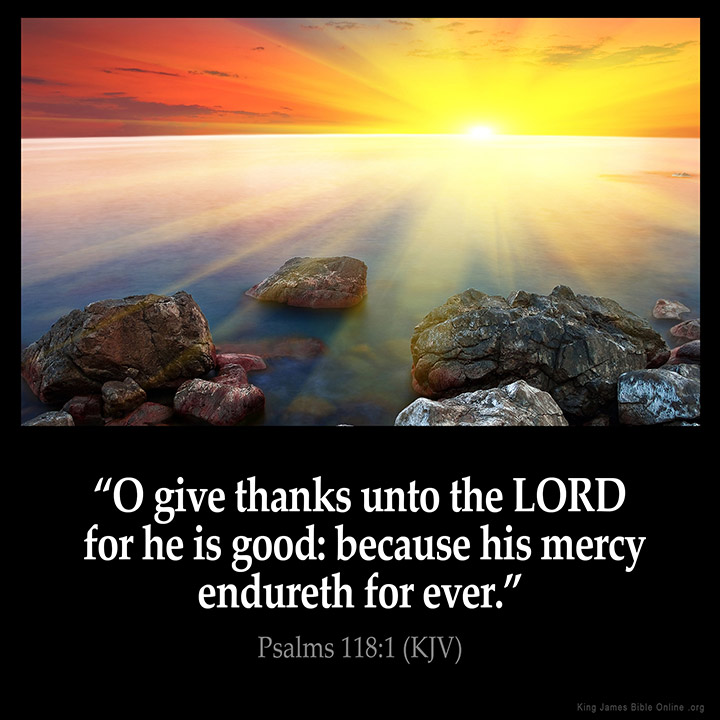 “O give thanks unto the LORD
for he is good: because his mercy
endureth for ever.”
Psalms 118:1 (KJV)
King James Bible Online .org